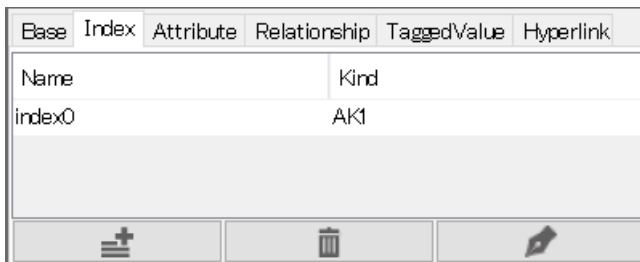 Base Index Attribute Relationship TaggedValue Hyperlink
Name Kind
index0 AK1